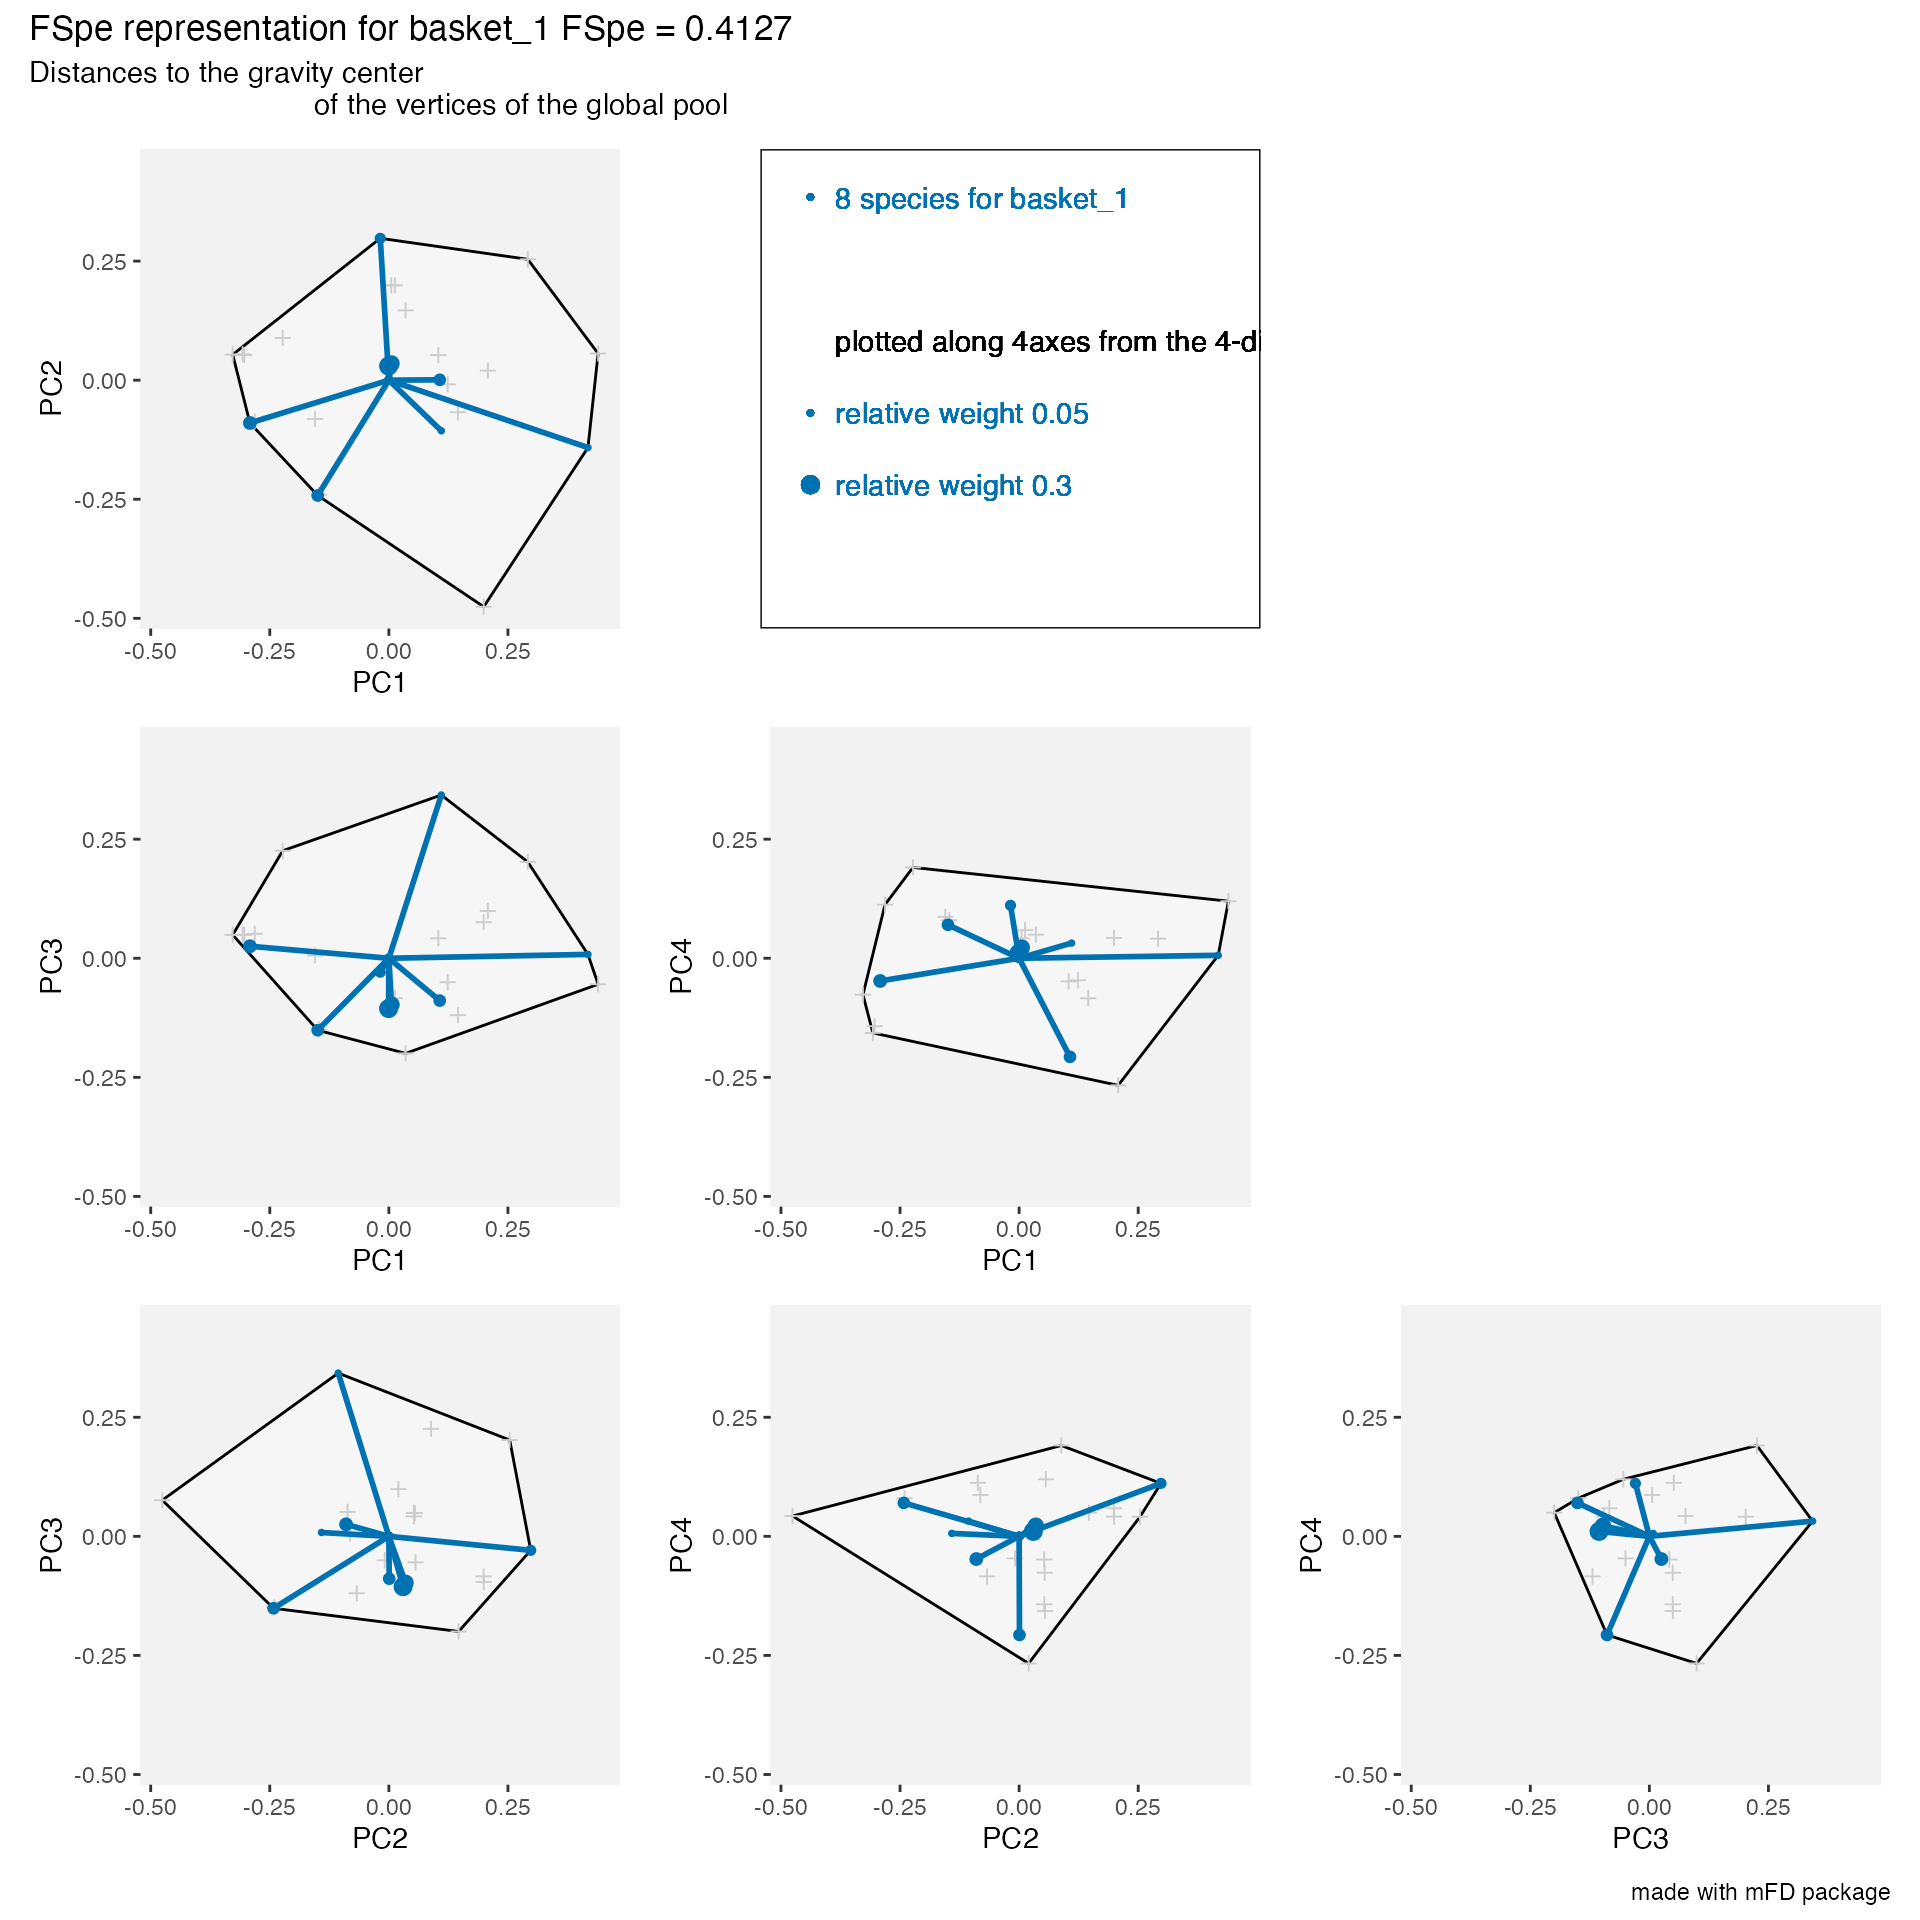 FSpe representation for basket_1 FSpe = 0.4127
Distances to the gravity center
of the vertices of the global pool
0.25
0.00
-0.25
-0.50
PC2
-0.50 -0.25 0.00 0.25
PC1
8 species for basket_1
plotted along 4axes from the 4-di
relative weight 0.05
relative weight 0.3
0.25
0.00
-0.25
-0.50
PC3
-0.50 -0.25 0.00 0.25
PC1
0.25
0.00
-0.25
-0.50
PC4
-0.50 -0.25 0.00 0.25
PC1
0.25
0.00
-0.25
-0.50
PC3
-0.50 -0.25 0.00 0.25
PC2
0.25
0.00
-0.25
-0.50
PC4
-0.50 -0.25 0.00 0.25
PC2
0.25
0.00
-0.25
-0.50
PC4
-0.50 -0.25 0.00 0.25
PC3
made with mFD package